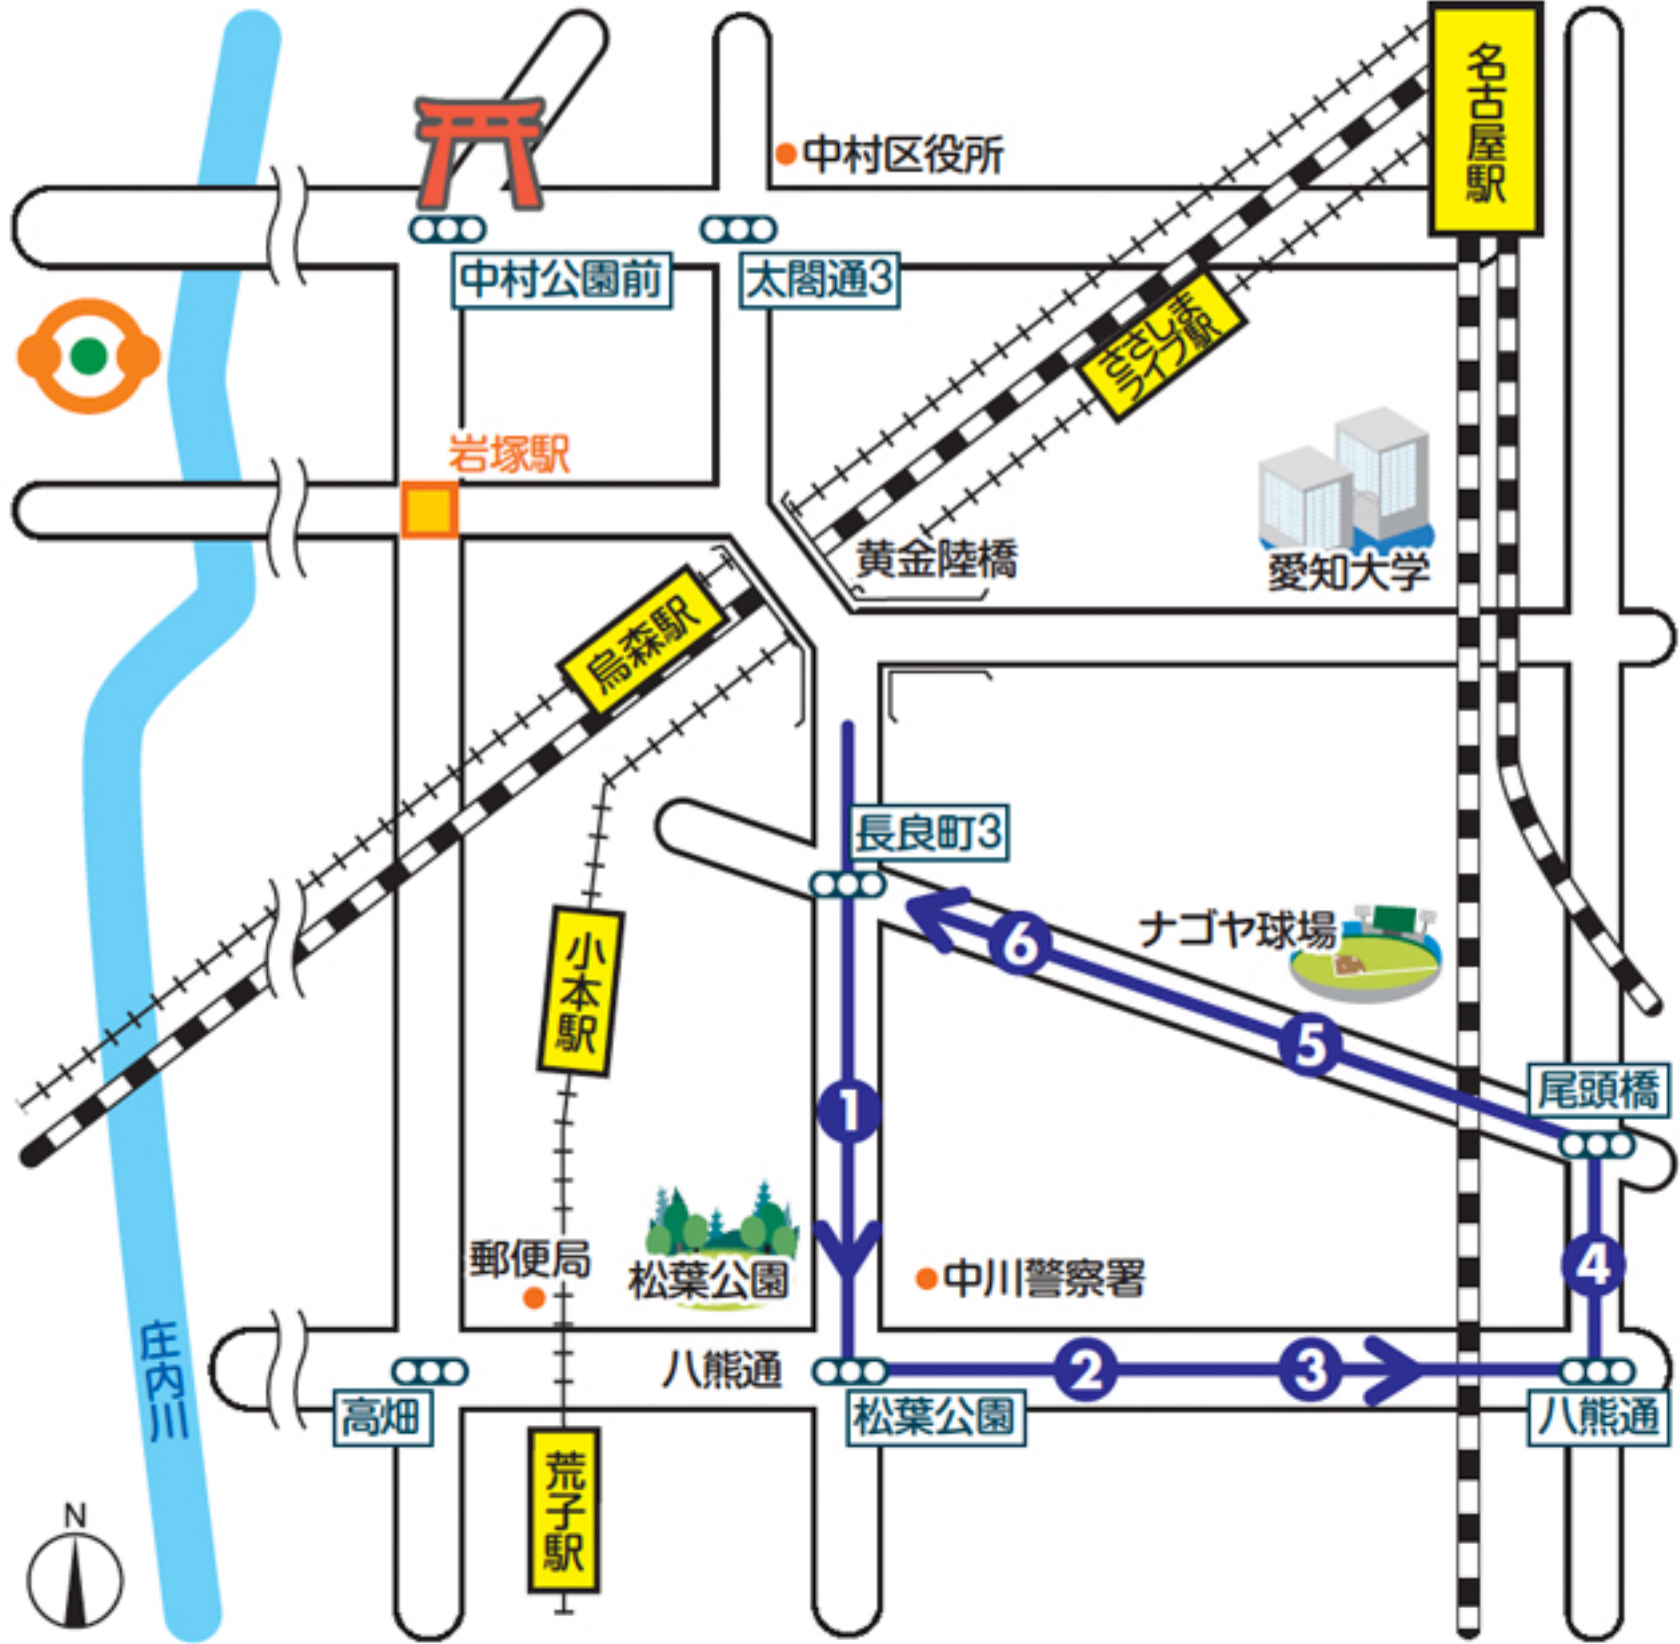 名古屋駅
中村区役所
中村公園前
太閤通3
ささしま
ライブ駅
岩塚駅
黄金陸橋
愛知大学
烏森駅
長良町3
ナゴヤ球場
小本駅
6
5
尾頭橋
1
郵便局
松葉公園
中川警察署
4
庄内川
八熊通
2
3
高畑
松葉公園
八熊通
荒子駅
N